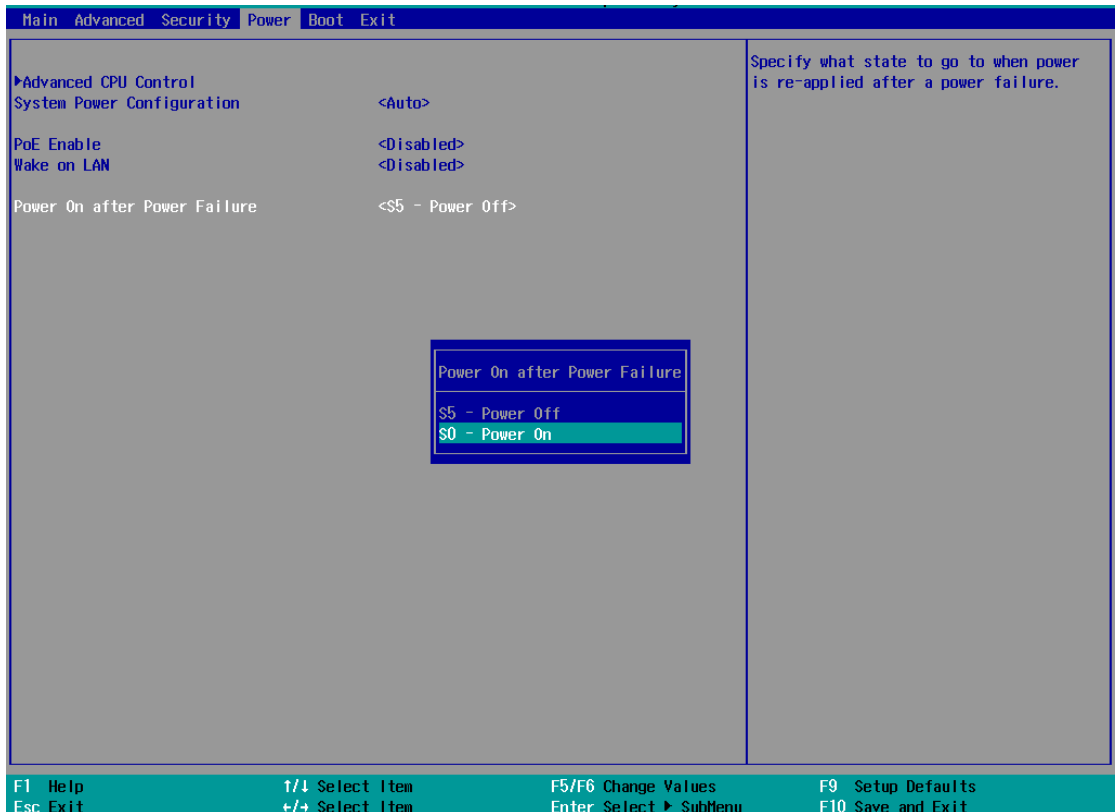 Main Advanced Security Power Boot Exit
▶Advanced CPU Control
System Power Configuration <Auto>
PoE Enable <Disabled>
Wake on LAN <Disabled>
Power On after Power Failure <S5 - Power Off>
Specify what state to go to when power
is re-applied after a power failure.
Power On after Power Failure
S5 - Power Off
S0 - Power On
F1 Help ↑/↓ Select Item F5/F6 Change Values F9 Setup Defaults
Esc Exit ←/→ Select Item Enter Select ▶ SubMenu F10 Save and Exit